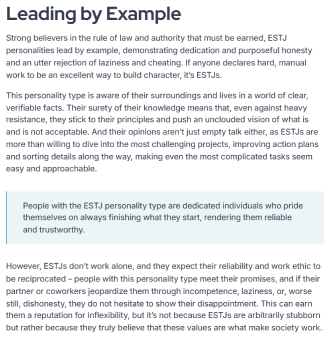 Leading by Example
Strong believers in the rule of law and authority that must be earned, ESTJ
personalities lead by example, demonstrating dedication and purposeful honesty
and an utter rejection of laziness and cheating. If anyone declares hard, manual
work to be an excellent way to build character, it's ESTJs.
This personality type is aware of their surroundings and lives in a world of clear,
verifiable facts. Their surety of their knowledge means that, even against heavy
resistance, they stick to their principles and push an unclouded vision of what is
and is not acceptable. And their opinions aren't just empty talk either, as ESTJs are
more than willing to dive into the most challenging projects, improving action plans
and sorting details along the way, making even the most complicated tasks seem
easy and approachable.
People with the ESTJ personality type are dedicated individuals who pride
themselves on always finishing what they start, rendering them reliable
and trustworthy.
However, ESTJs don't work alone, and they expect their reliability and work ethic to
be reciprocated – people with this personality type meet their promises, and if their
partner or coworkers jeopardize them through incompetence, laziness, or, worse
still, dishonesty, they do not hesitate to show their disappointment. This can earn
them a reputation for inflexibility, but it's not because ESTJs are arbitrarily stubborn
but rather because they truly believe that these values are what make society work.